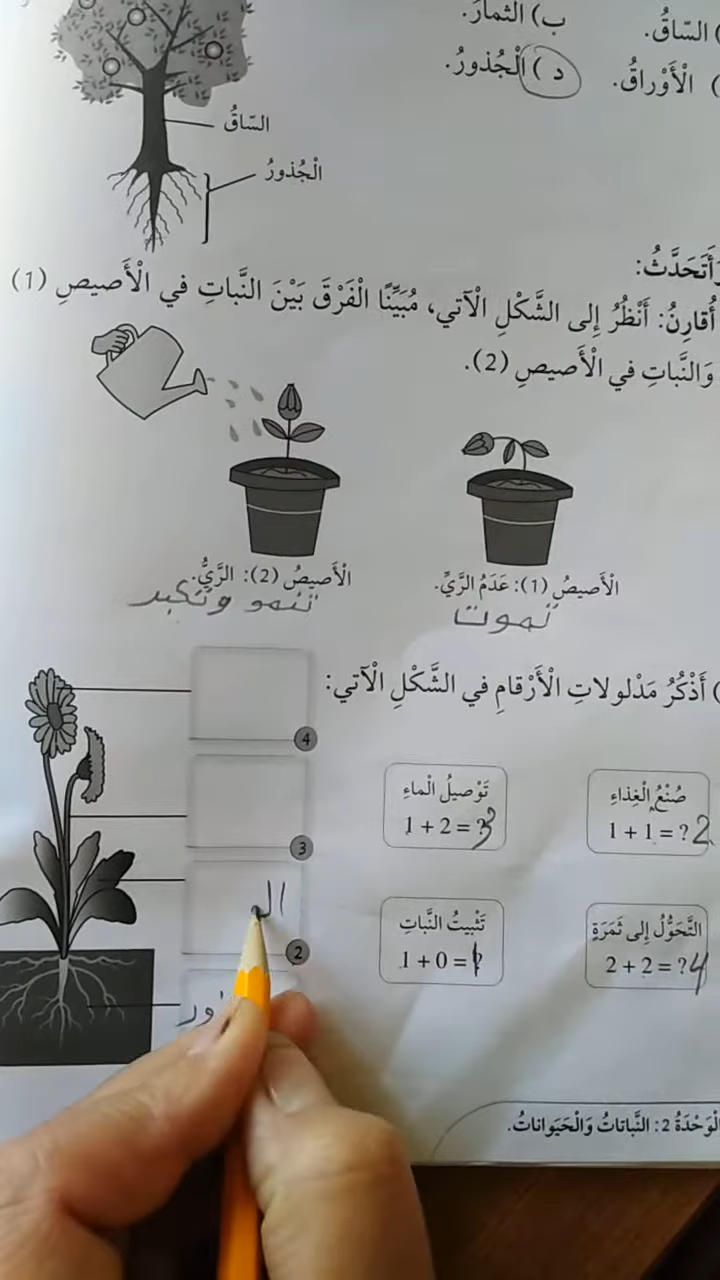 السّاقُ.
ب) الثِّمارَ.
) الْأَوْراقُ.
د) الْجُذورُ.
السّاقُ
الْجُذورُ
وَأَتَحَدَّثُ:
أُقارِنُ: أَنْظُرُ إِلى الشَّكْلِ الْآتي، مُبَيِّنًا الْفَرْقَ بَيْنَ النَّباتِ في الْأَصيصِ (1)
وَالنَّباتِ في الْأَصيصِ (2).
الْأَصيصُ (1): عَدَمُ الرَّيِّ.
الْأَصيصُ (2): الرَّيُّ.
تموت
تنمو وتكبر
) أَذْكُرُ مَدْلولاتِ الْأَرْقامِ في الشَّكْلِ الْآتي:
4
3
ال
2
صُنْعُ الْغِذاءِ
1 + 1 = ? 2
تَوْصيلُ الْماءِ
1 + 2 = ? 3
التَّحَوُّلُ إِلى ثَمَرَةٍ
2 + 2 = ? 4
تَثْبيتُ النَّباتِ
1 + 0 = ? 1
الْوَحْدَةُ 2: النَّباتاتُ وَالْحَيَواناتُ.